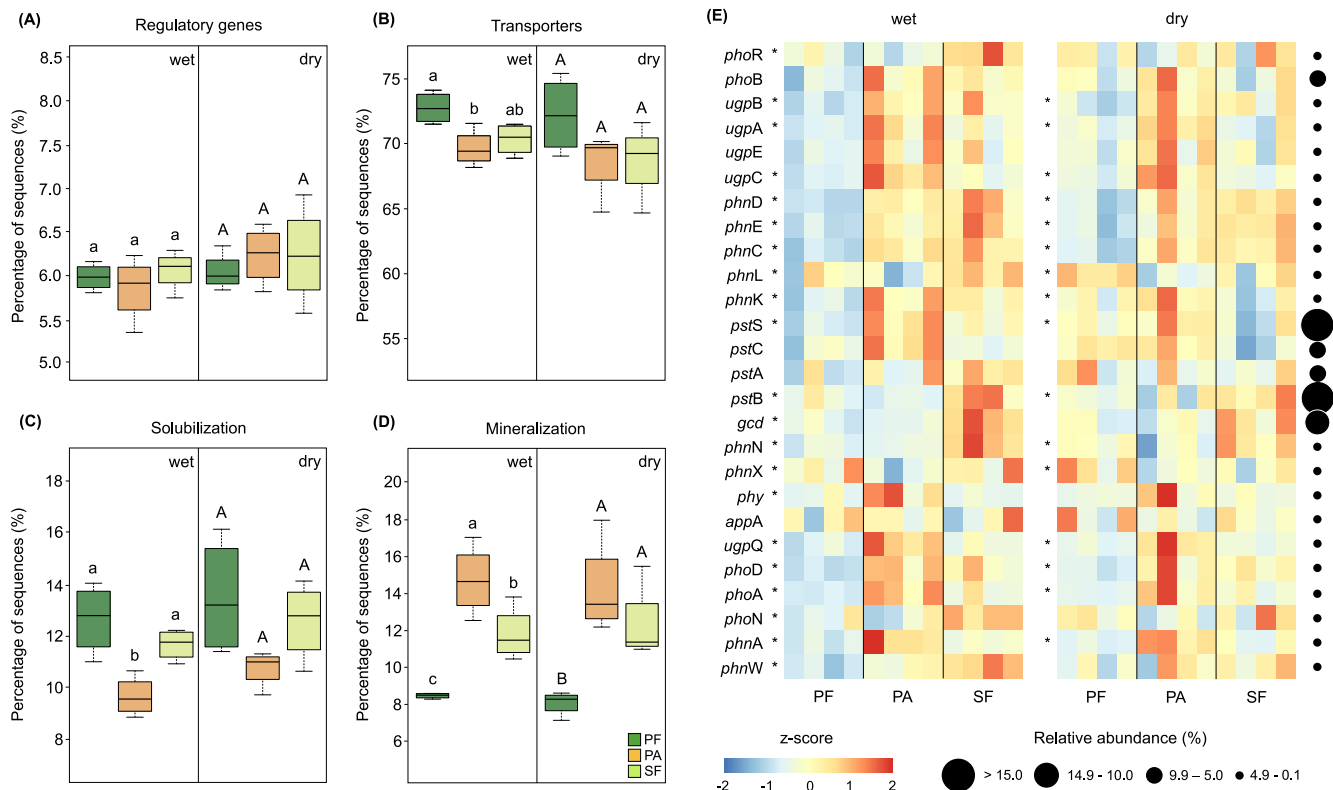 (A)
Regulatory genes
wet
dry
Percentage of sequences (%)
8.5
8.0
7.5
7.0
6.5
6.0
5.5
5.0
a
a
a
A
A
A
(B)
Transporters
wet
dry
Percentage of sequences (%)
75
70
65
60
55
a
b
ab
A
A
A
(C)
Solubilization
wet
dry
Percentage of sequences (%)
18
16
14
12
10
8
a
b
a
A
A
A
(D)
Mineralization
wet
dry
Percentage of sequences (%)
20
18
16
14
12
10
8
6
c
a
b
B
A
A
PF
PA
SF
(E)
wet
dry
phoR *
phoB
ugpB * *
ugpA * *
ugpE
ugpC * *
phnD * *
phnE * *
phnC * *
phnL * *
phnK * *
pstS * *
pstC
pstA
pstB * *
gcd *
phnN * *
phnX * *
phy *
appA
ugpQ * *
phoD * *
phoA * *
phoN *
phnA * *
phnW *
PF PA SF PF PA SF
z-score
-2 -1 0 1 2
Relative abundance (%)
> 15.0 14.9 - 10.0 9.9 – 5.0 4.9 - 0.1